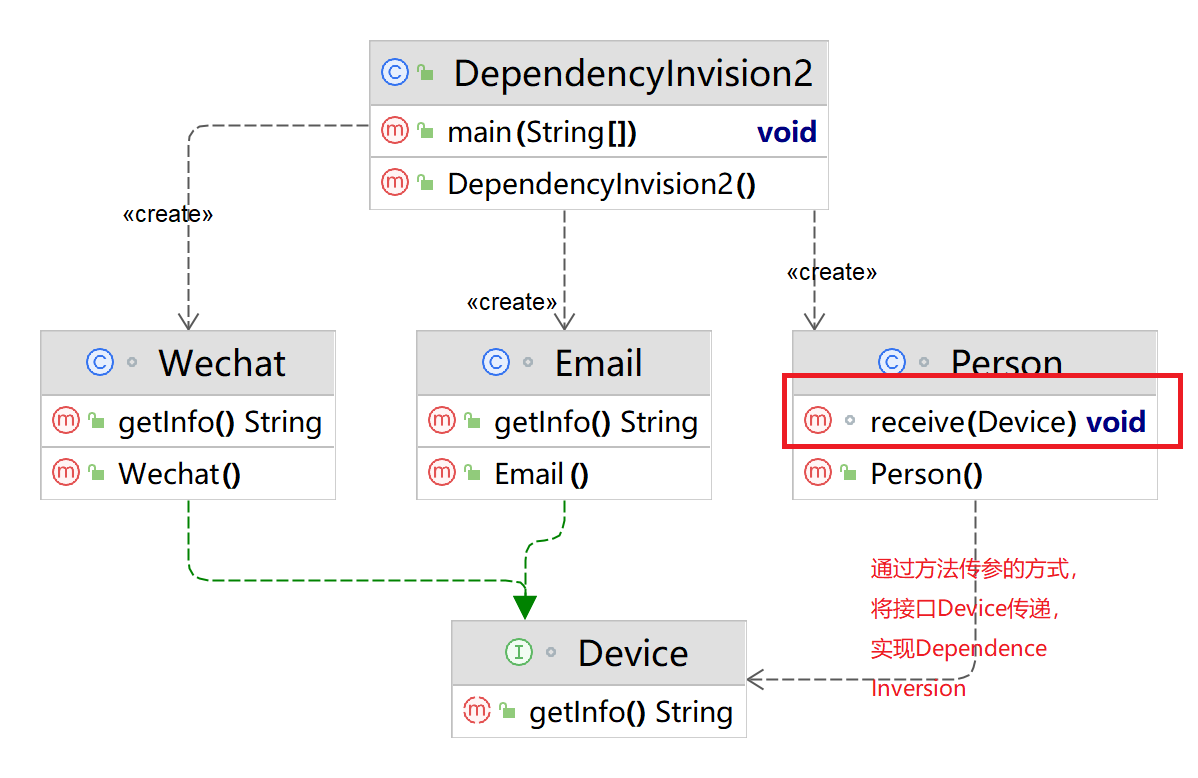 DependencyInvision2
main(String[]) void
DependencyInvision2()
«create»
«create»
«create»
Wechat
getInfo() String
Wechat()
Email
getInfo() String
Email()
Person
receive(Device) void
Person()
通过方法传参的方式，
将接口Device传递，
实现Dependence
Inversion
Device
getInfo() String